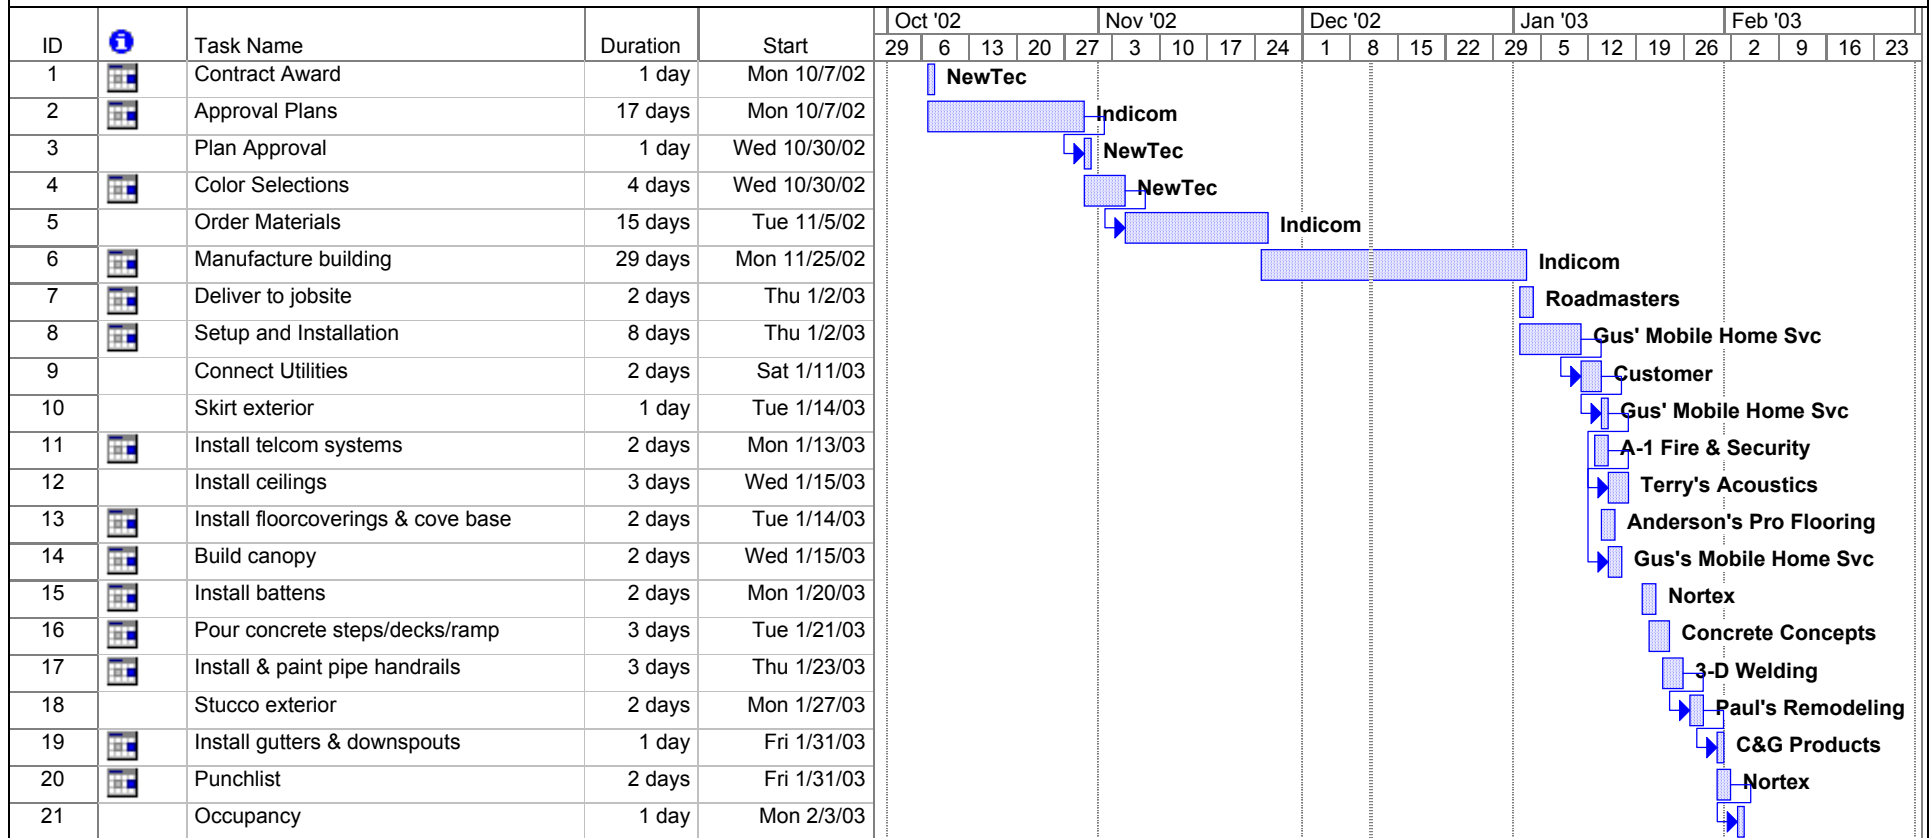 Oct '02 Nov '02 Dec '02 Jan '03 Feb '03
ID Task Name Duration Start 29 6 13 20 27 3 10 17 24 1 8 15 22 29 5 12 19 26 2 9 16 23
1 Contract Award 1 day Mon 10/7/02 NewTec
2 Approval Plans 17 days Mon 10/7/02 Indicom
3 Plan Approval 1 day Wed 10/30/02 NewTec
4 Color Selections 4 days Wed 10/30/02 NewTec
5 Order Materials 15 days Tue 11/5/02 Indicom
6 Manufacture building 29 days Mon 11/25/02 Indicom
7 Deliver to jobsite 2 days Thu 1/2/03 Roadmasters
8 Setup and Installation 8 days Thu 1/2/03 Gus' Mobile Home Svc
9 Connect Utilities 2 days Sat 1/11/03 Customer
10 Skirt exterior 1 day Tue 1/14/03 Gus' Mobile Home Svc
11 Install telcom systems 2 days Mon 1/13/03 A-1 Fire & Security
12 Install ceilings 3 days Wed 1/15/03 Terry's Acoustics
13 Install floorcoverings & cove base 2 days Tue 1/14/03 Anderson's Pro Flooring
14 Build canopy 2 days Wed 1/15/03 Gus's Mobile Home Svc
15 Install battens 2 days Mon 1/20/03 Nortex
16 Pour concrete steps/decks/ramp 3 days Tue 1/21/03 Concrete Concepts
17 Install & paint pipe handrails 3 days Thu 1/23/03 3-D Welding
18 Stucco exterior 2 days Mon 1/27/03 Paul's Remodeling
19 Install gutters & downspouts 1 day Fri 1/31/03 C&G Products
20 Punchlist 2 days Fri 1/31/03 Nortex
21 Occupancy 1 day Mon 2/3/03